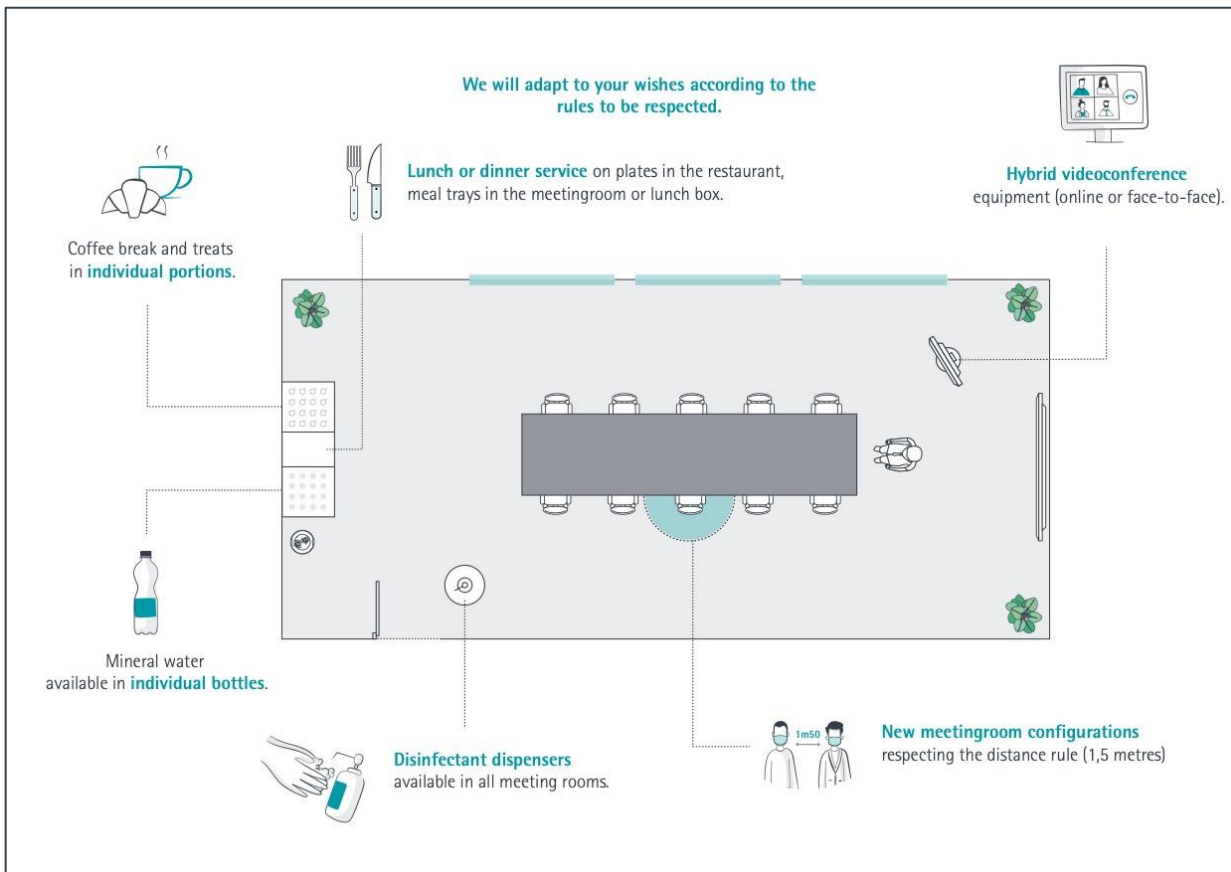 We will adapt to your wishes according to the
rules to be respected.
Lunch or dinner service on plates in the restaurant,
meal trays in the meetingroom or lunch box.
Hybrid videoconference
equipment (online or face-to-face).
Coffee break and treats
in individual portions.
Mineral water
available in individual bottles.
Disinfectant dispensers
available in all meeting rooms.
1m50
New meetingroom configurations
respecting the distance rule (1,5 metres)